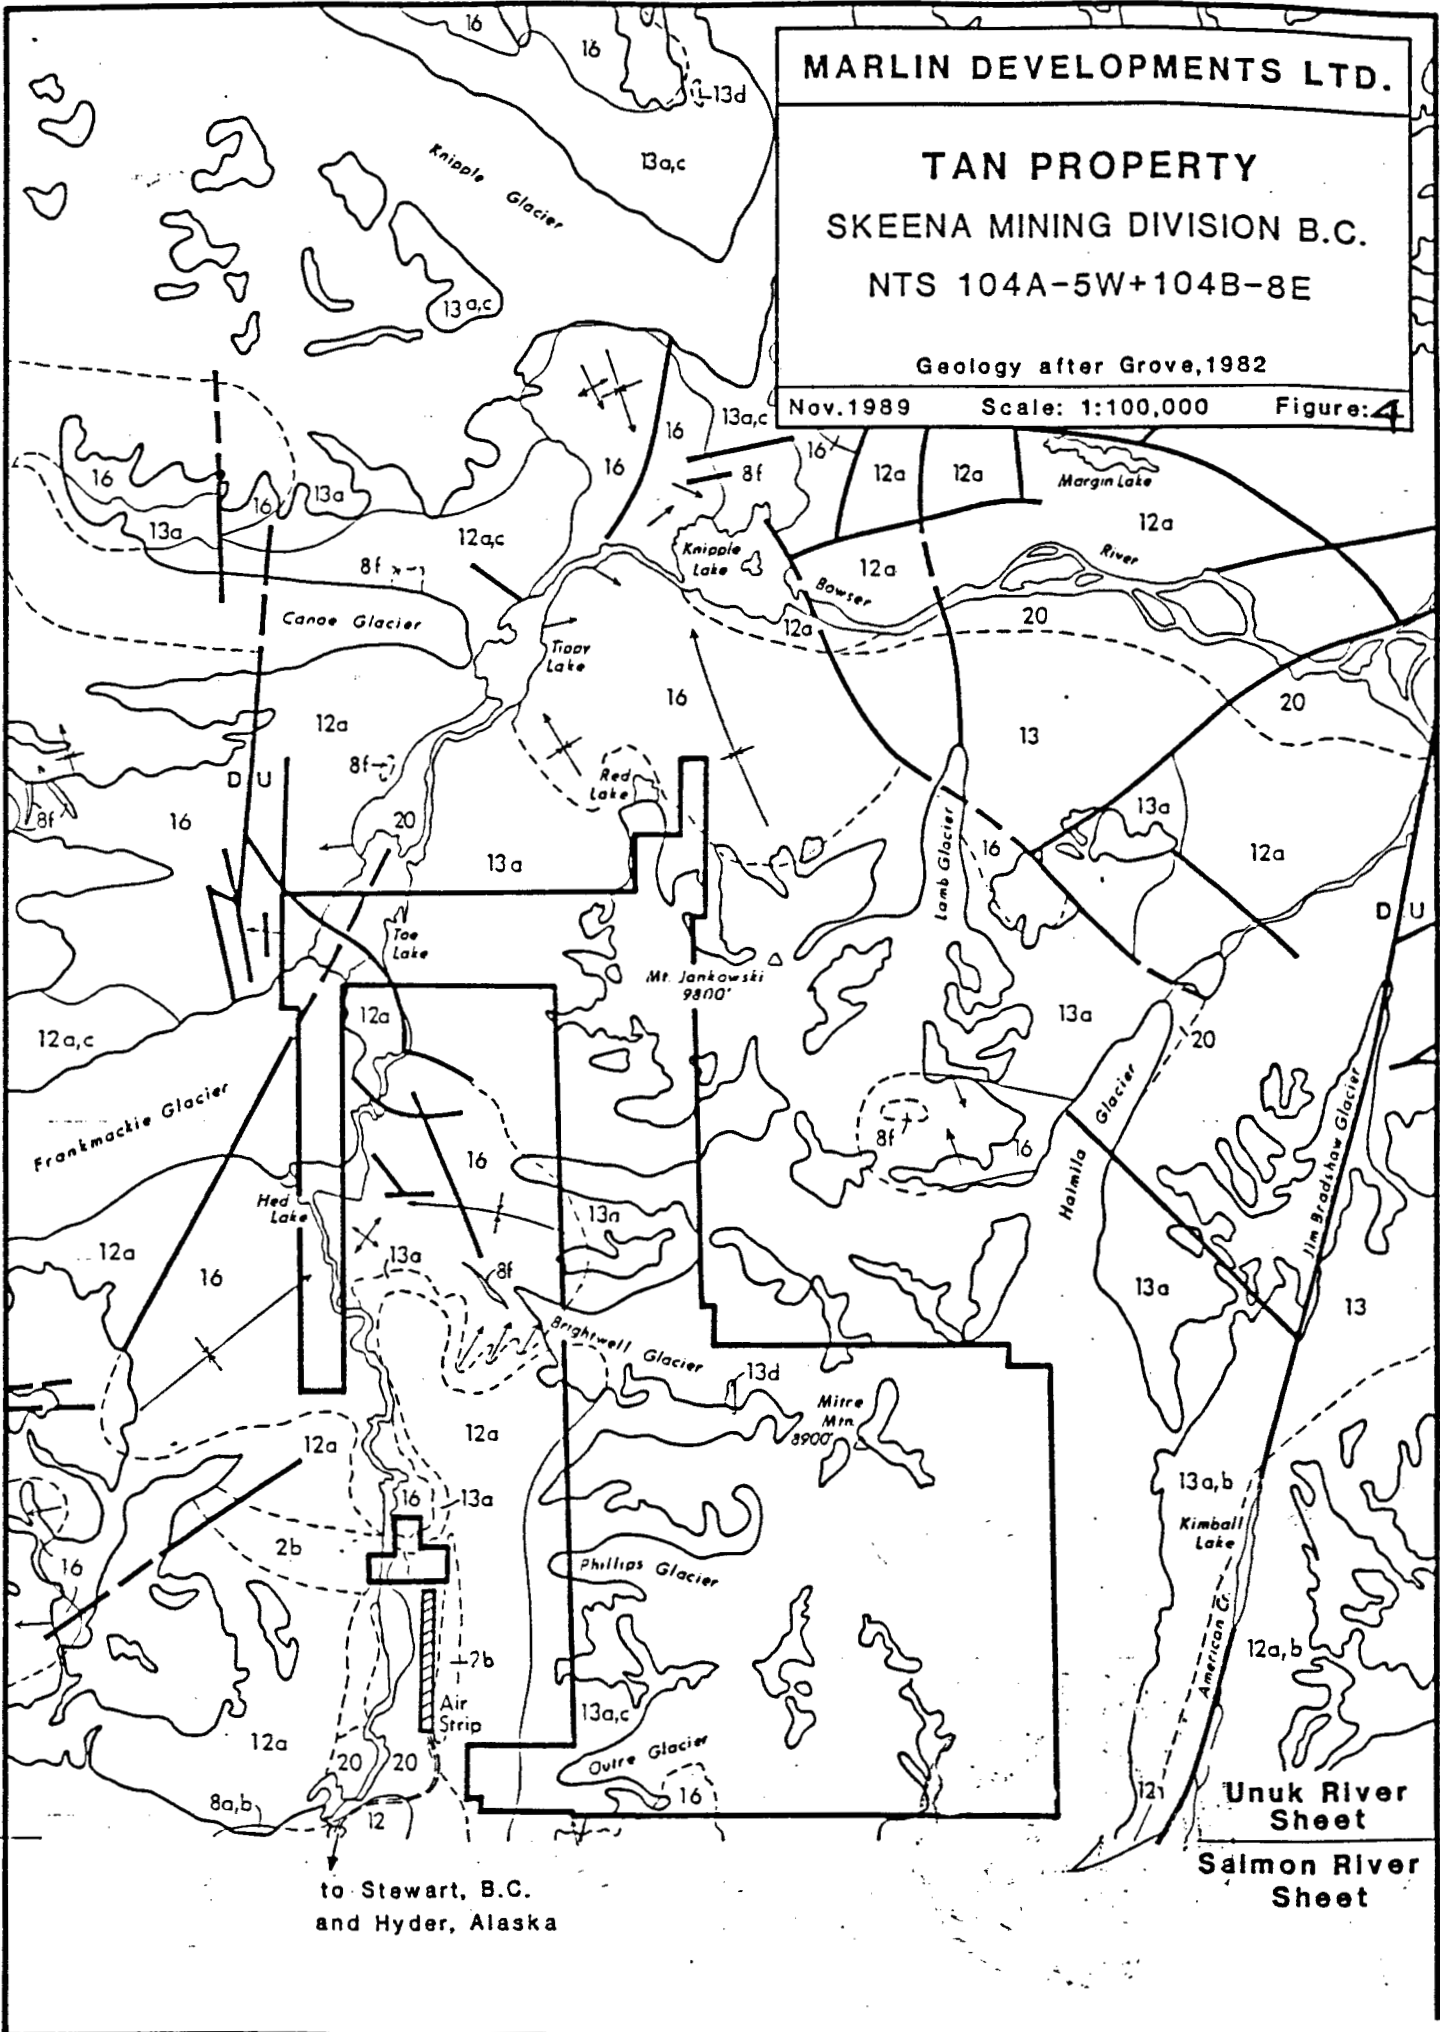 MARLIN DEVELOPMENTS LTD.
TAN PROPERTY
SKEENA MINING DIVISION B.C.
NTS 104A-5W+104B-8E
Geology after Grove, 1982
Nov. 1989 Scale: 1:100,000 Figure: 4
16
16
13d
13a,c
Knipple
Glacier
13a,c
13a,c
16
16
16
12a
12a
Margin Lake
8f
16
16
13a
13a
12a,c
12a
Knipple
Lake
River
8f
12a
Bowser
Canoe Glacier
12a
20
Tippy
Lake
16
12a
20
13
D U
8f
Red
Lake
8f
16
20
13a
13a
16
12a
Lamb Glacier
D U
Toe
Lake
Mt. Jankowski
9800'
12a
13a
12a,c
20
Glacier
Frankmackie Glacier
8f
16
16
Halmila
Jim Bradshaw Glacier
Hed
Lake
13a
12a
16
13a
8f
13a
13
Brightwell Glacier
13d
Mitre
Mtn.
8900'
12a
12a
13a,b
16
13a
Kimball
Lake
2b
16
Phillips Glacier
American Cr.
12a,b
2b
Air
Strip
13a,c
12a
20
20
Outre Glacier
16
8a,b
12
Unuk River
Sheet
Salmon River
Sheet
to Stewart, B.C.
and Hyder, Alaska